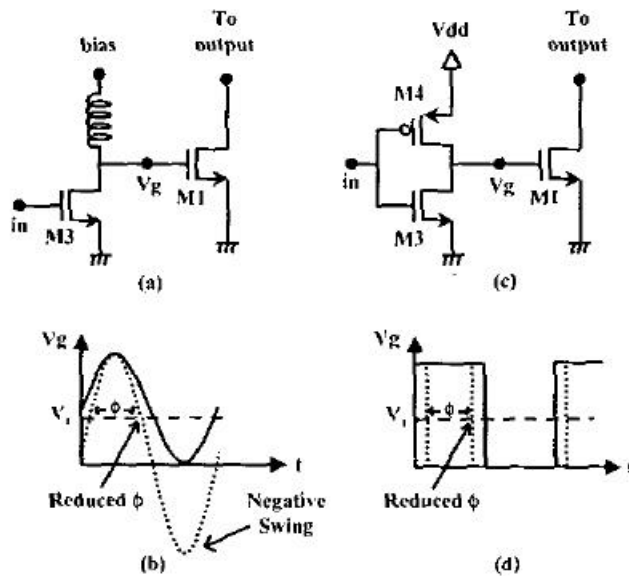 bias
To
output
Vg
M1
in
M3
(a)
Vdd
To
output
M4
in
Vg
M1
M3
(c)
Vg
Vt
ϕ
t
Reduced ϕ
Negative
Swing
(b)
Vg
Vt
ϕ
Reduced ϕ
(d)